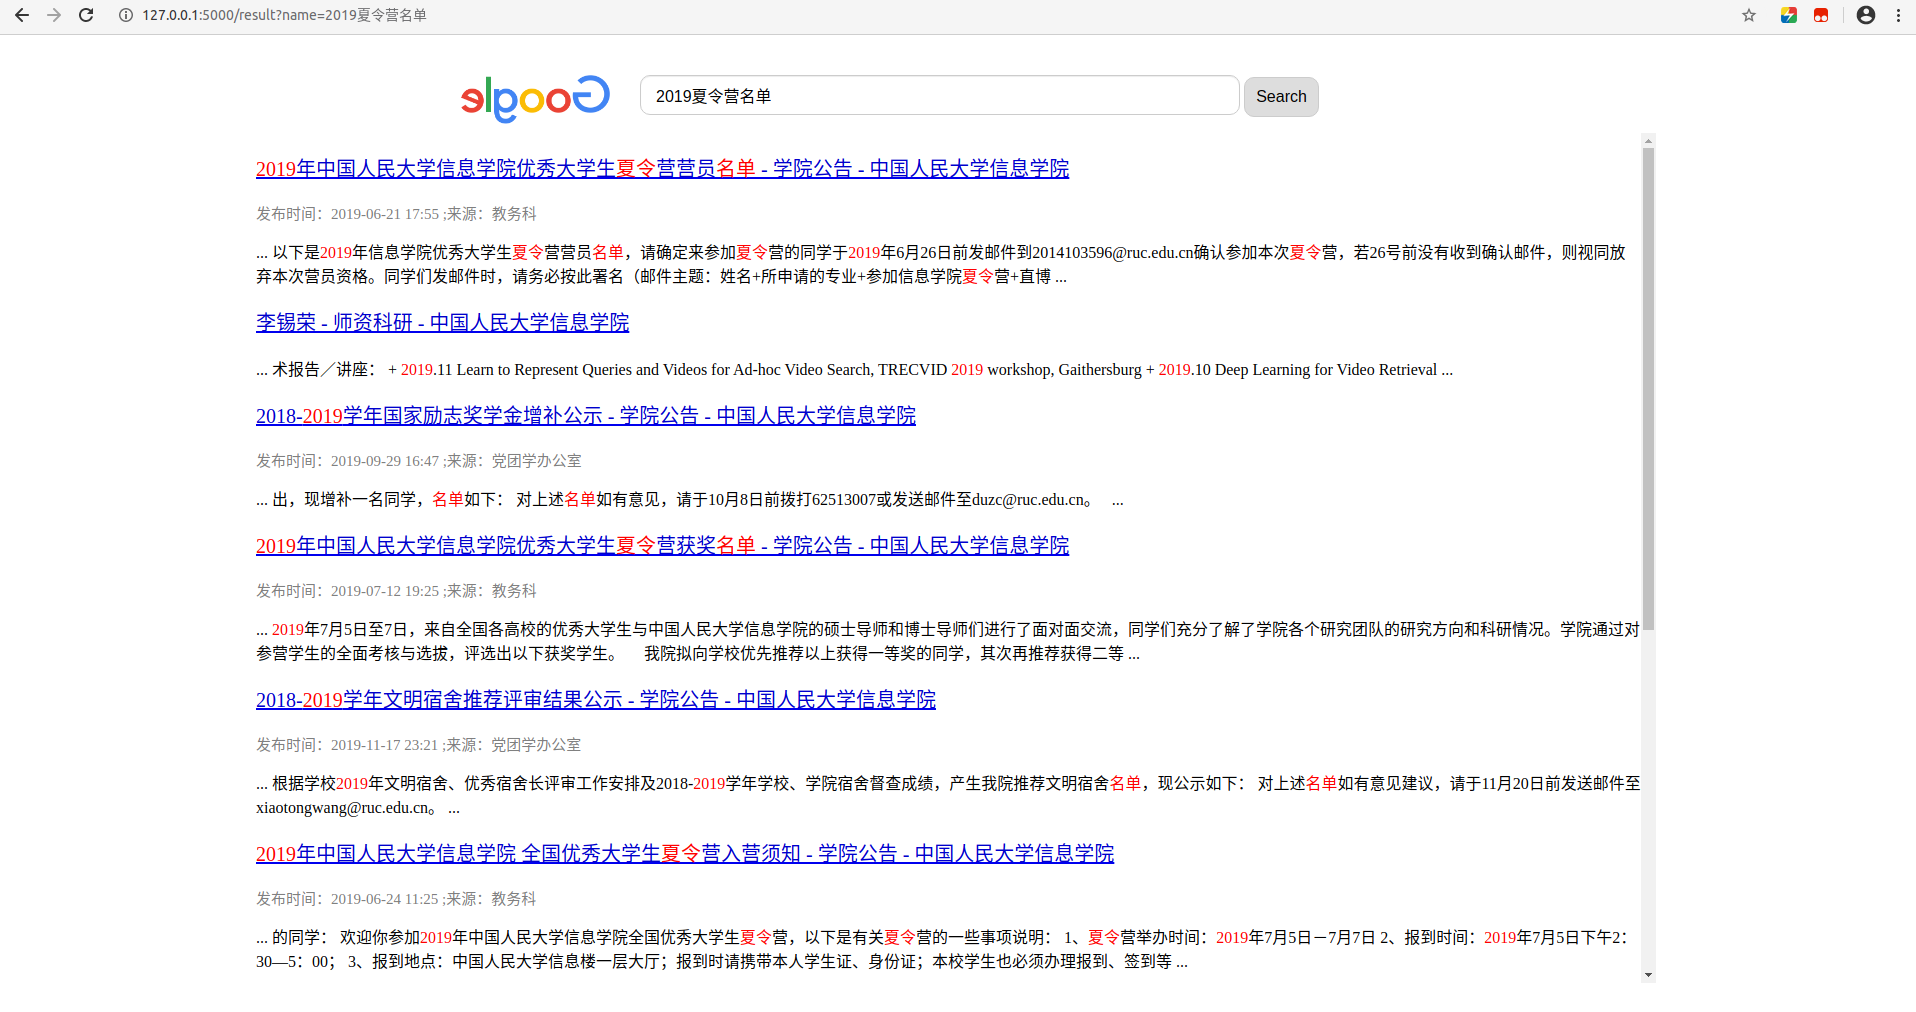 127.0.0.1:5000/result?name=2019夏令营名单
elgooG
2019夏令营名单
Search
2019年中国人民大学信息学院优秀大学生夏令营营员名单 - 学院公告 - 中国人民大学信息学院
发布时间：2019-06-21 17:55 ;来源：教务科
... 以下是2019年信息学院优秀大学生夏令营营员名单，请确定来参加夏令营的同学于2019年6月26日前发邮件到2014103596@ruc.edu.cn确认参加本次夏令营，若26号前没有收到确认邮件，则视同放
弃本次营员资格。同学们发邮件时，请务必按此署名（邮件主题：姓名+所申请的专业+参加信息学院夏令营+直博 ...
李锡荣 - 师资科研 - 中国人民大学信息学院
... 术报告／讲座： + 2019.11 Learn to Represent Queries and Videos for Ad-hoc Video Search, TRECVID 2019 workshop, Gaithersburg + 2019.10 Deep Learning for Video Retrieval ...
2018-2019学年国家励志奖学金增补公示 - 学院公告 - 中国人民大学信息学院
发布时间：2019-09-29 16:47 ;来源：党团学办公室
... 出，现增补一名同学，名单如下： 对上述名单如有意见，请于10月8日前拨打62513007或发送邮件至duzc@ruc.edu.cn。 ...
2019年中国人民大学信息学院优秀大学生夏令营获奖名单 - 学院公告 - 中国人民大学信息学院
发布时间：2019-07-12 19:25 ;来源：教务科
... 2019年7月5日至7日，来自全国各高校的优秀大学生与中国人民大学信息学院的硕士导师和博士导师们进行了面对面交流，同学们充分了解了学院各个研究团队的研究方向和科研情况。学院通过对
参营学生的全面考核与选拔，评选出以下获奖学生。 我院拟向学校优先推荐以上获得一等奖的同学，其次再推荐获得二等 ...
2018-2019学年文明宿舍推荐评审结果公示 - 学院公告 - 中国人民大学信息学院
发布时间：2019-11-17 23:21 ;来源：党团学办公室
... 根据学校2019年文明宿舍、优秀宿舍长评审工作安排及2018-2019学年学校、学院宿舍督查成绩，产生我院推荐文明宿舍名单，现公示如下： 对上述名单如有意见建议，请于11月20日前发送邮件至
xiaotongwang@ruc.edu.cn。 ...
2019年中国人民大学信息学院 全国优秀大学生夏令营入营须知 - 学院公告 - 中国人民大学信息学院
发布时间：2019-06-24 11:25 ;来源：教务科
... 的同学： 欢迎你参加2019年中国人民大学信息学院全国优秀大学生夏令营，以下是有关夏令营的一些事项说明： 1、夏令营举办时间：2019年7月5日－7月7日 2、报到时间：2019年7月5日下午2：
30—5：00； 3、报到地点：中国人民大学信息楼一层大厅；报到时请携带本人学生证、身份证；本校学生也必须办理报到、签到等 ...